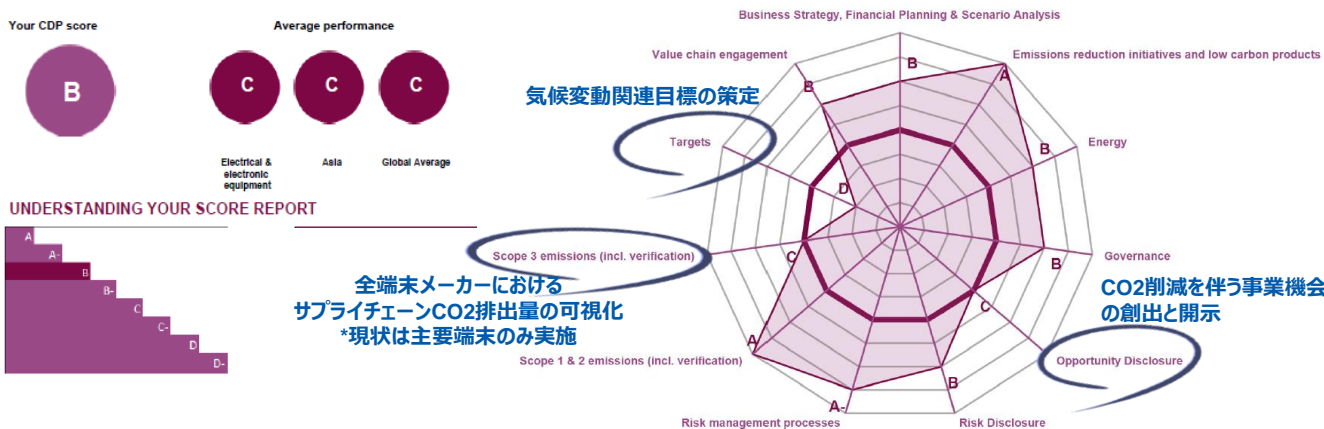 Your CDP score
Average performance
B
C
C
C
Electrical &
electronic
equipment
Asia
Global Average
UNDERSTANDING YOUR SCORE REPORT
A
A-
B
B-
C
C-
D
D-
Business Strategy, Financial Planning & Scenario Analysis
Value chain engagement
Emissions reduction initiatives and low carbon products
B
A
B
気候変動関連目標の策定
Targets
Energy
B
D
Scope 3 emissions (incl. verification)
Governance
C
B
全端末メーカーにおける
サプライチェーンCO2排出量の可視化
*現状は主要端末のみ実施
CO2削減を伴う事業機会
の創出と開示
C
A
Scope 1 & 2 emissions (incl. verification)
Opportunity Disclosure
B
A-
Risk management processes
Risk Disclosure